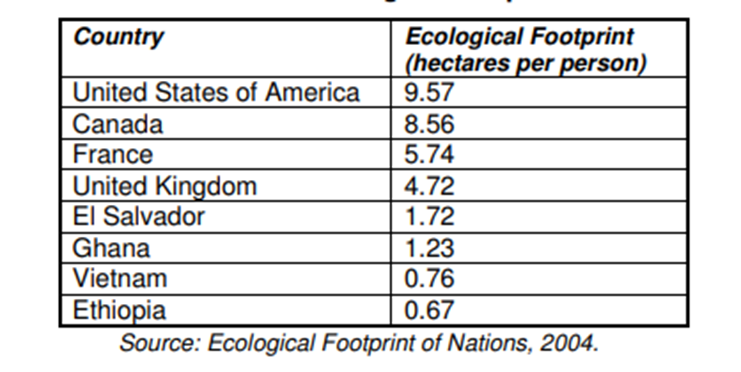 Country Ecological Footprint
(hectares per person)
United States of America 9.57
Canada 8.56
France 5.74
United Kingdom 4.72
El Salvador 1.72
Ghana 1.23
Vietnam 0.76
Ethiopia 0.67
Source: Ecological Footprint of Nations, 2004.